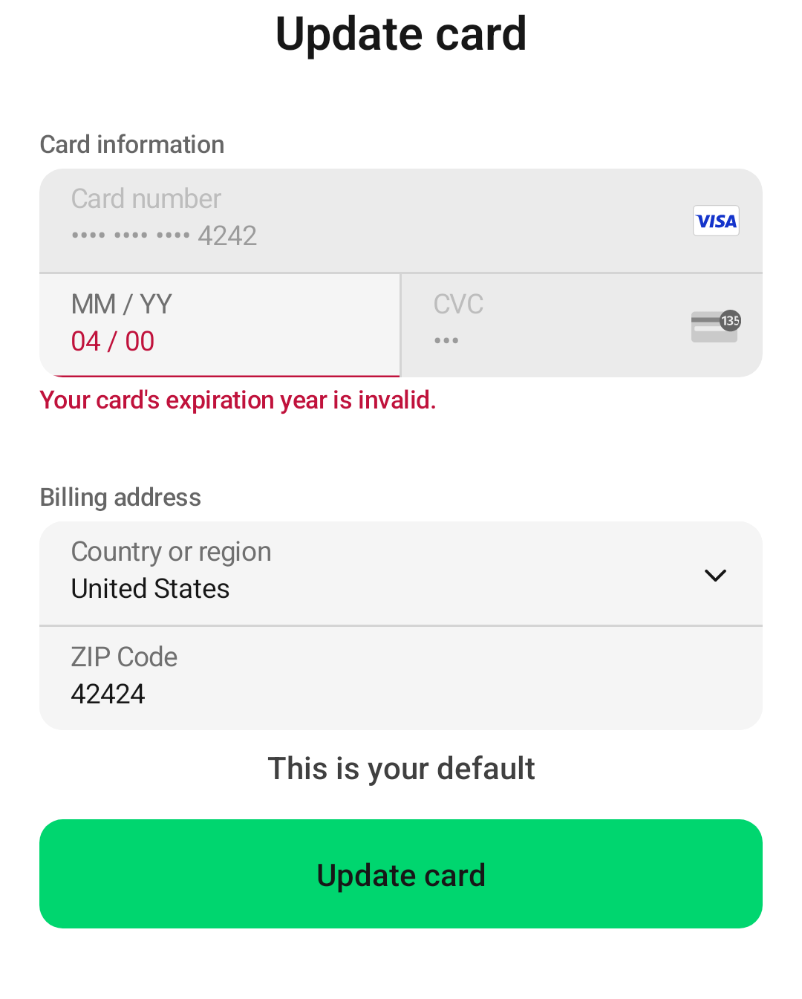 Update card
Card information
Card number
•••• •••• •••• 4242
VISA
MM / YY
04 / 00
CVC
•••
135
Your card's expiration year is invalid.
Billing address
Country or region
United States
ZIP Code
42424
This is your default
Update card